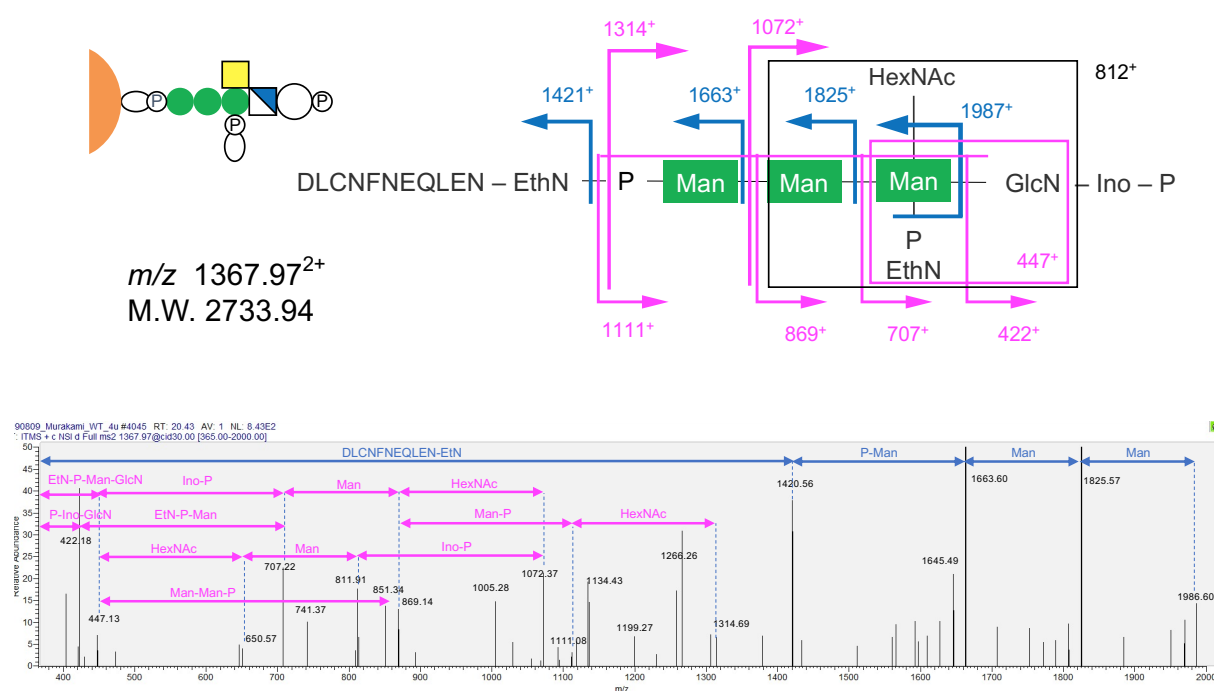 1314+
1072+
HexNAc
812+
P
P
P
1421+
1663+
1825+
1987+
DLCNFNEQLEN – EthN
P
Man
Man
Man
GlcN
Ino – P
P
EthN
447+
m/z 1367.972+
M.W. 2733.94
1111+
869+
707+
422+
90809_Murakami_WT_4u #4045 RT: 20.43 AV: 1 NL: 8.43E2
: ITMS + c NSI d Full ms2 1367.97@cid30.00 [365.00-2000.00]
50
45
40
35
30
25
20
15
10
5
0
Relative Abundance
DLCNFNEQLEN-EtN
P-Man
Man
Man
EtN-P-Man-GlcN
Ino-P
Man
HexNAc
P-Ino-GlcN
EtN-P-Man
Man-P
HexNAc
HexNAc
Man
Ino-P
Man-Man-P
422.18
447.13
650.57
707.22
741.37
811.91
851.34
869.14
1005.28
1072.37
1111.08
1134.43
1199.27
1266.26
1314.69
1420.56
1645.49
1663.60
1825.57
1986.60
400
500
600
700
800
900
1000
1100
1200
1300
1400
1500
1600
1700
1800
1900
2000
m/z